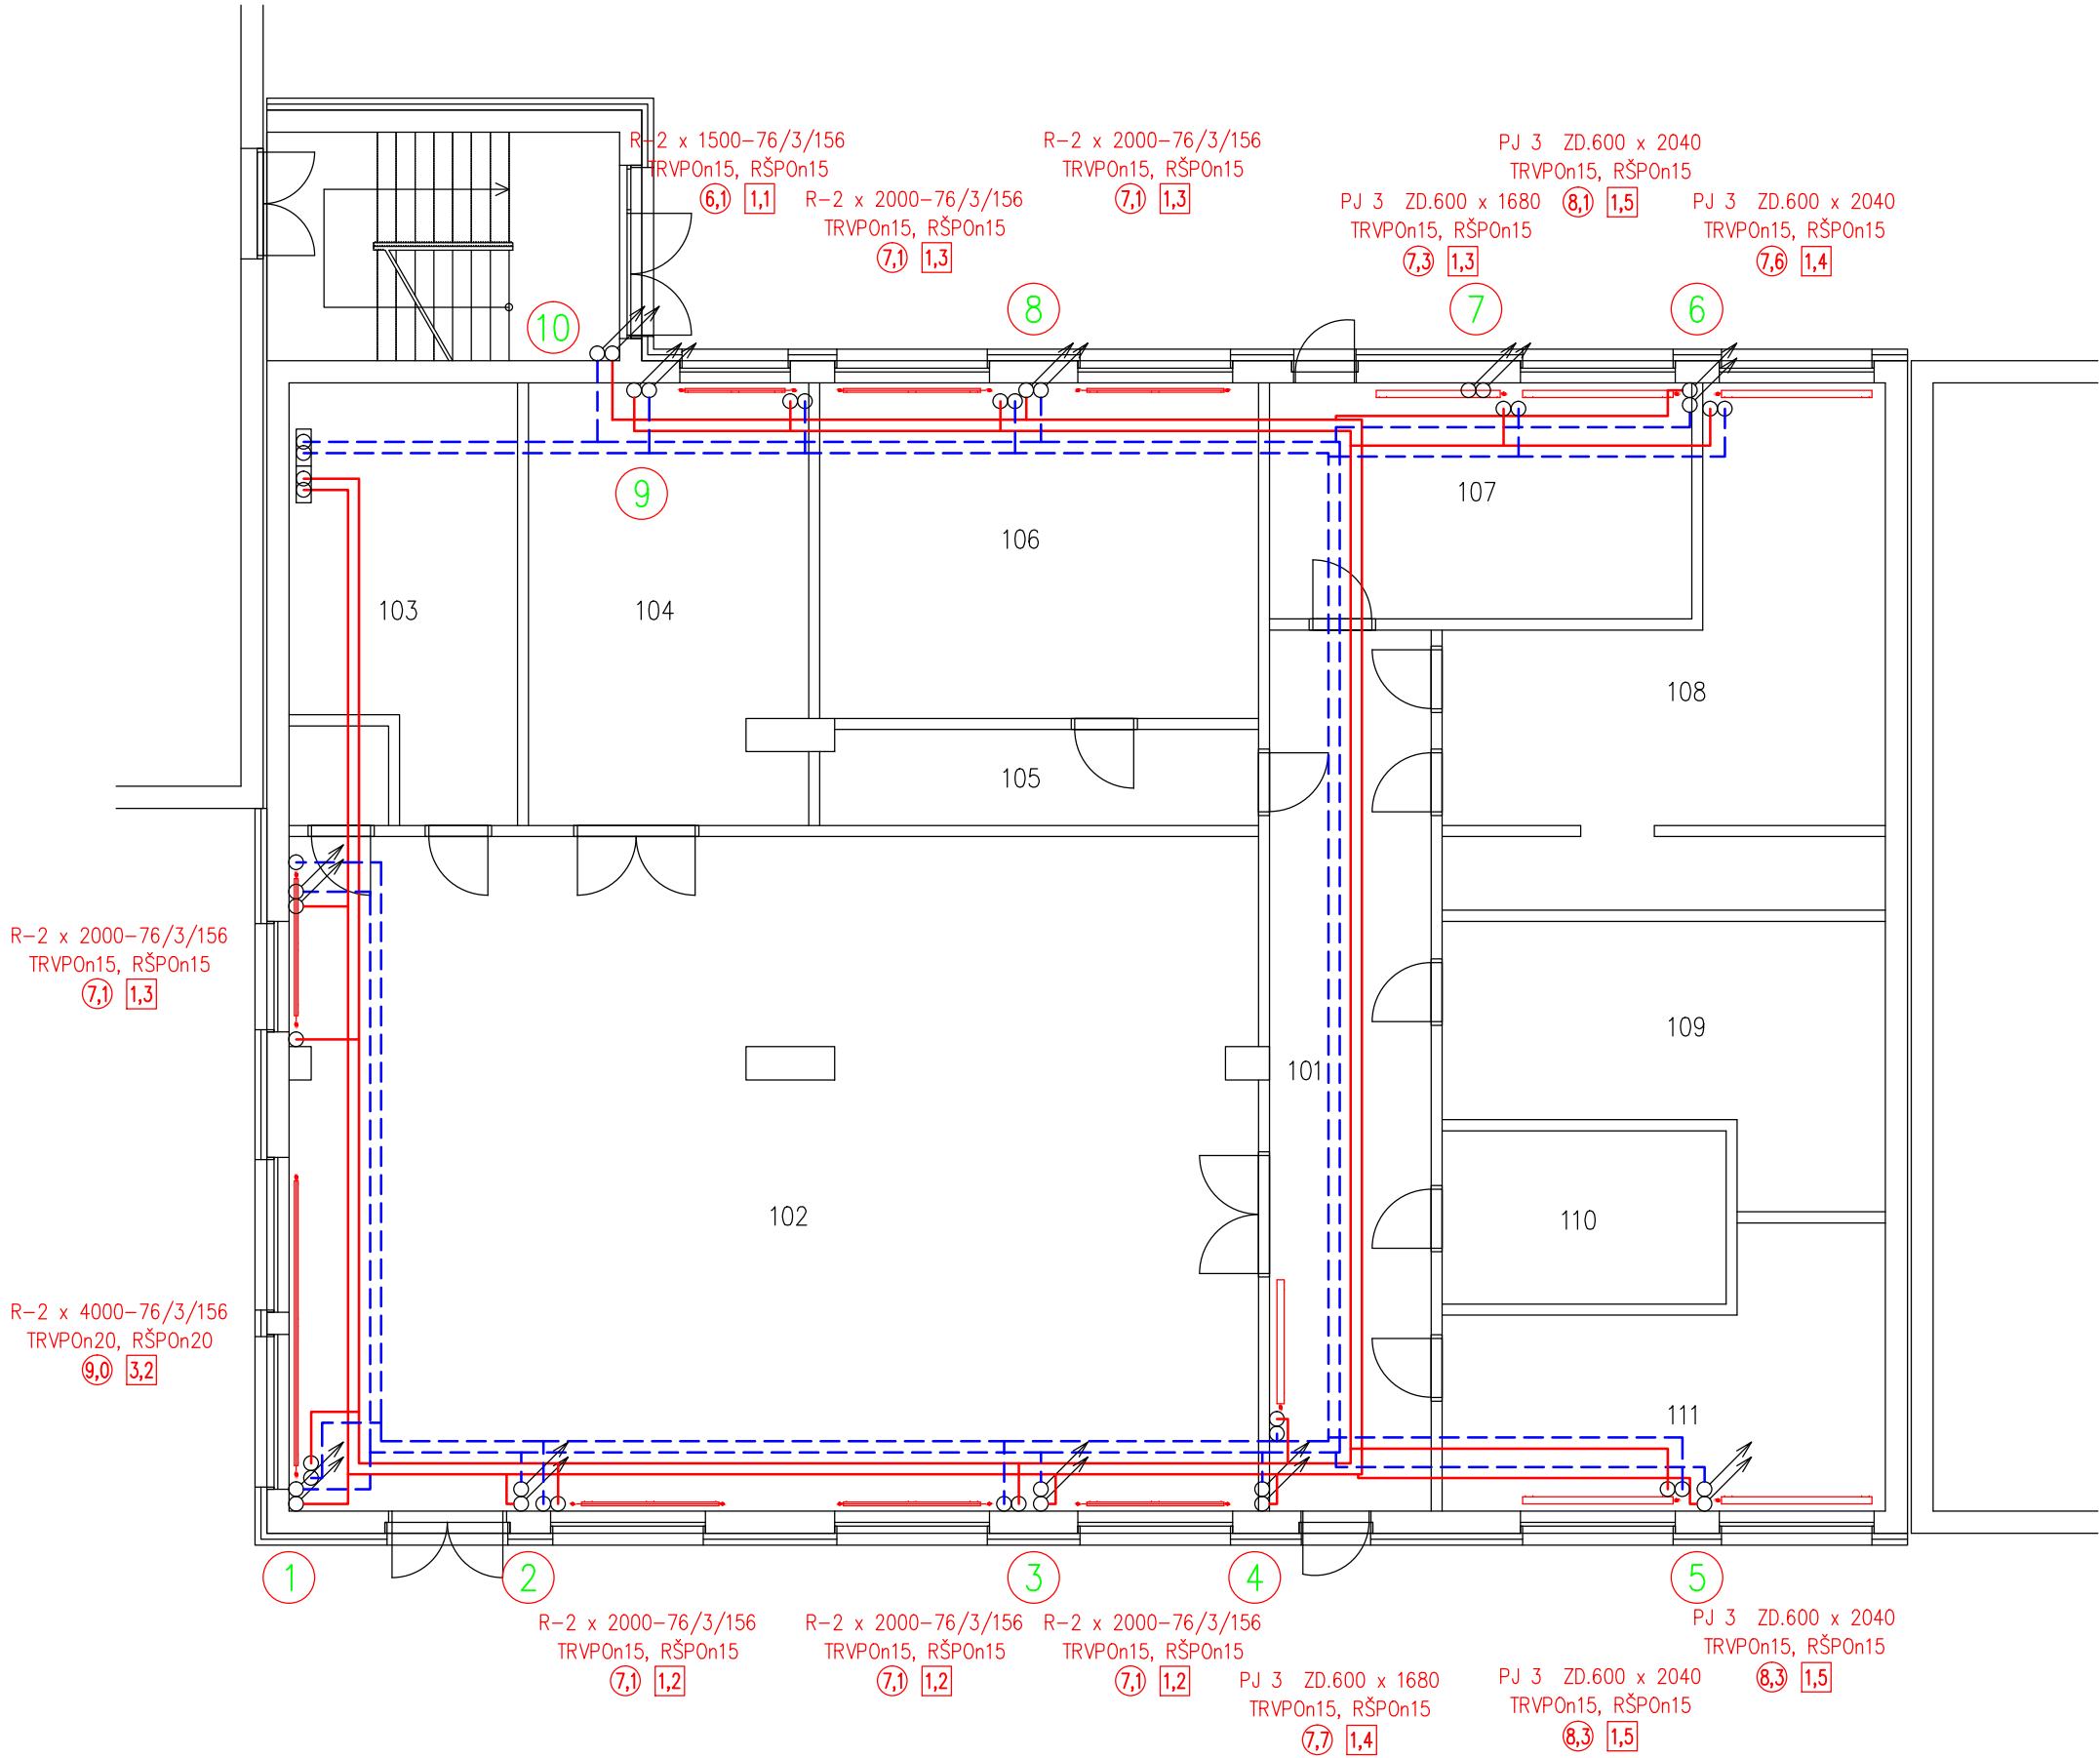 R-2 x 1500-76/3/156
TRVPOn15, RŠPOn15
6,1 1,1
R-2 x 2000-76/3/156
TRVPOn15, RŠPOn15
7,1 1,3
R-2 x 2000-76/3/156
TRVPOn15, RŠPOn15
7,1 1,3
PJ 3 ZD.600 x 2040
TRVPOn15, RŠPOn15
8,1 1,5
PJ 3 ZD.600 x 1680
TRVPOn15, RŠPOn15
7,3 1,3
PJ 3 ZD.600 x 2040
TRVPOn15, RŠPOn15
7,6 1,4
10
8
7
6
9
107
106
103
104
108
105
R-2 x 2000-76/3/156
TRVPOn15, RŠPOn15
7,1 1,3
109
101
102
110
R-2 x 4000-76/3/156
TRVPOn20, RŠPOn20
9,0 3,2
111
1
2
3
4
5
R-2 x 2000-76/3/156
TRVPOn15, RŠPOn15
7,1 1,2
R-2 x 2000-76/3/156
TRVPOn15, RŠPOn15
7,1 1,2
R-2 x 2000-76/3/156
TRVPOn15, RŠPOn15
7,1 1,2
PJ 3 ZD.600 x 1680
TRVPOn15, RŠPOn15
7,7 1,4
PJ 3 ZD.600 x 2040
TRVPOn15, RŠPOn15
8,3 1,5
PJ 3 ZD.600 x 2040
TRVPOn15, RŠPOn15
8,3 1,5